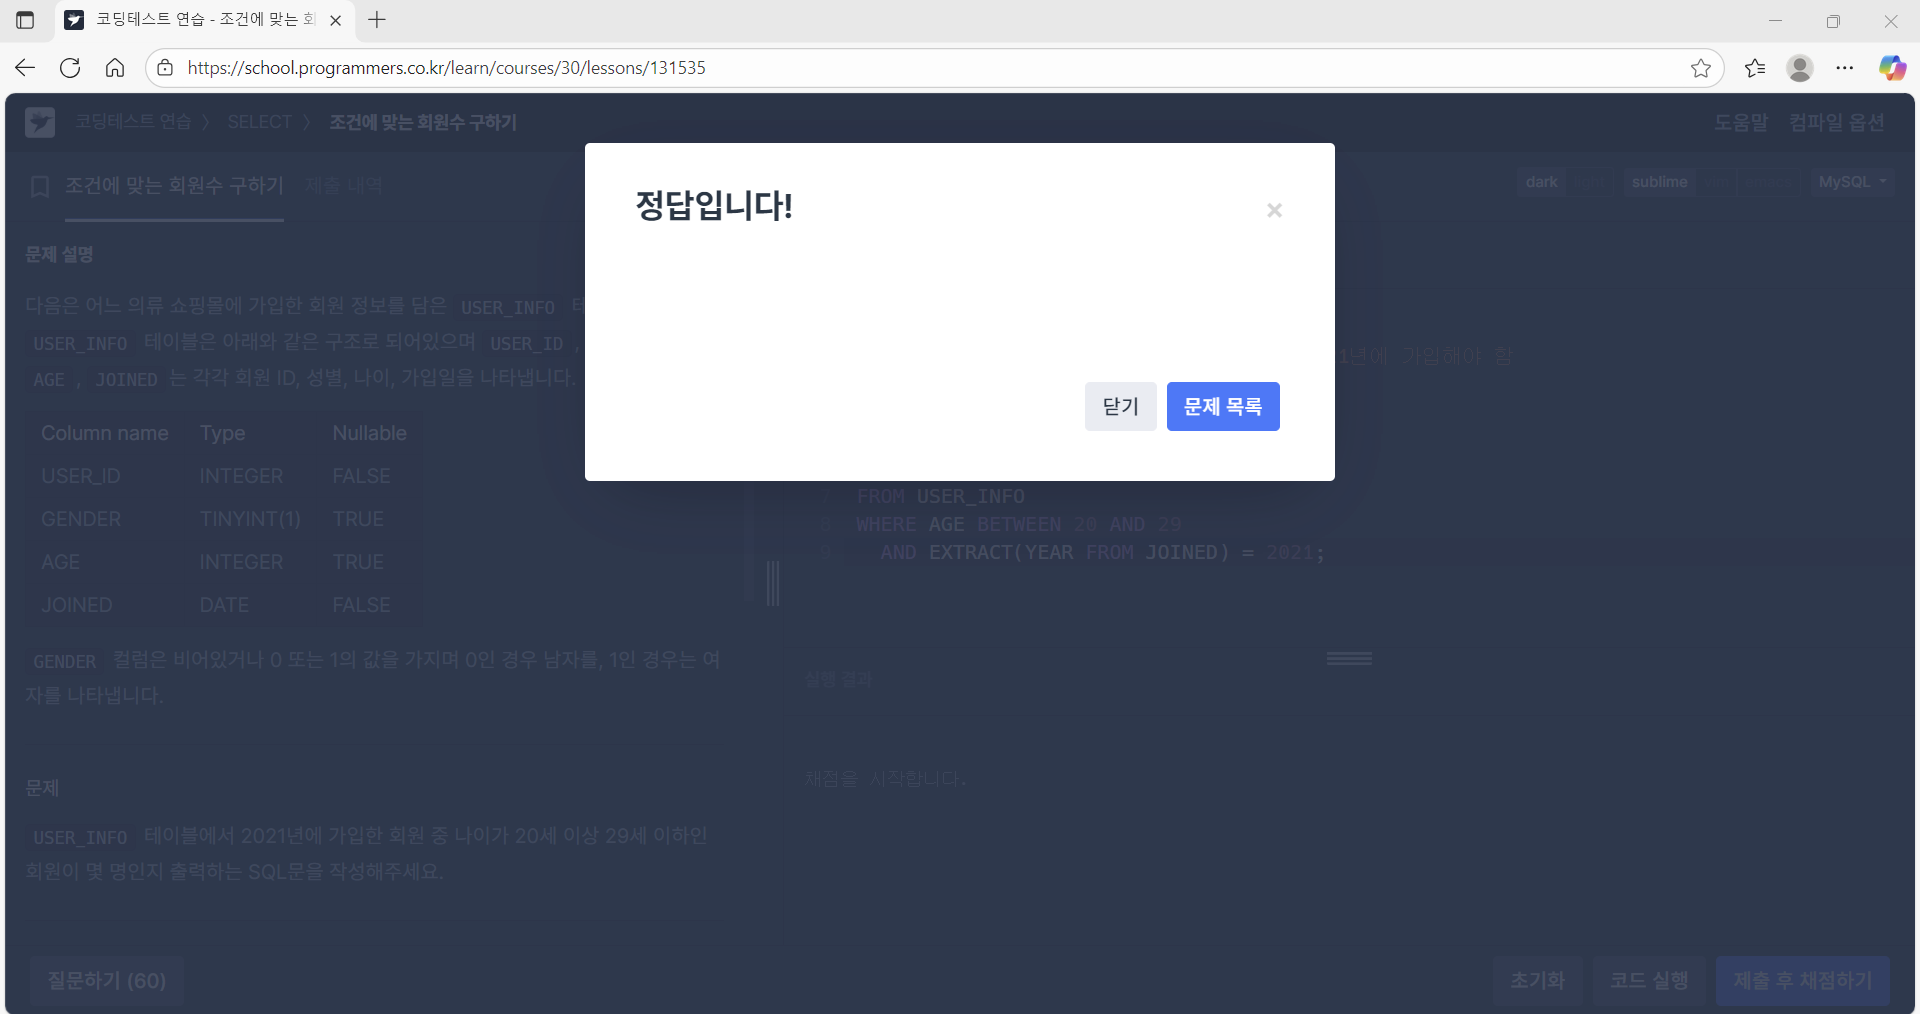 코딩테스트 연습 - 조건에 맞는 회
https://school.programmers.co.kr/learn/courses/30/lessons/131535
코딩테스트 연습 > SELECT > 조건에 맞는 회원수 구하기
도움말 컴파일 옵션
조건에 맞는 회원수 구하기 제출 내역
dark light sublime vim emacs MySQL
정답입니다!
×
닫기 문제 목록
문제 설명
다음은 어느 의류 쇼핑몰에 가입한 회원 정보를 담은 USER_INFO 테
USER_INFO 테이블은 아래와 같은 구조로 되어있으며 USER_ID ,
AGE , JOINED 는 각각 회원 ID, 성별, 나이, 가입일을 나타냅니다.
Column name Type Nullable
USER_ID INTEGER FALSE
GENDER TINYINT(1) TRUE
AGE INTEGER TRUE
JOINED DATE FALSE
GENDER 컬럼은 비어있거나 0 또는 1의 값을 가지며 0인 경우 남자를, 1인 경우는 여
자를 나타냅니다.
문제
USER_INFO 테이블에서 2021년에 가입한 회원 중 나이가 20세 이상 29세 이하인
회원이 몇 명인지 출력하는 SQL문을 작성해주세요.
1년에 가입해야 함
7 FROM USER_INFO
8 WHERE AGE BETWEEN 20 AND 29
9 AND EXTRACT(YEAR FROM JOINED) = 2021;
실행 결과
채점을 시작합니다.
질문하기 (60)
초기화 코드 실행 제출 후 채점하기